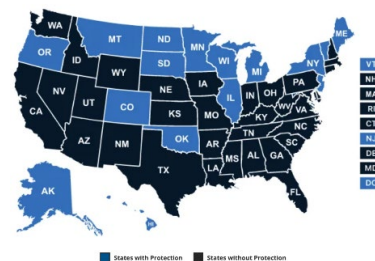 WA
MT
ND
MN
ME
OR
ID
SD
WI
MI
NY
WY
IA
NE
PA
NV
UT
CO
IL
IN
OH
WV
VA
CA
KS
MO
KY
NC
TN
AZ
NM
OK
AR
SC
MS
AL
GA
TX
LA
FL
AK
HI
VT
NH
MA
RI
CT
NJ
DE
MD
DC
States with Protection
States without Protection